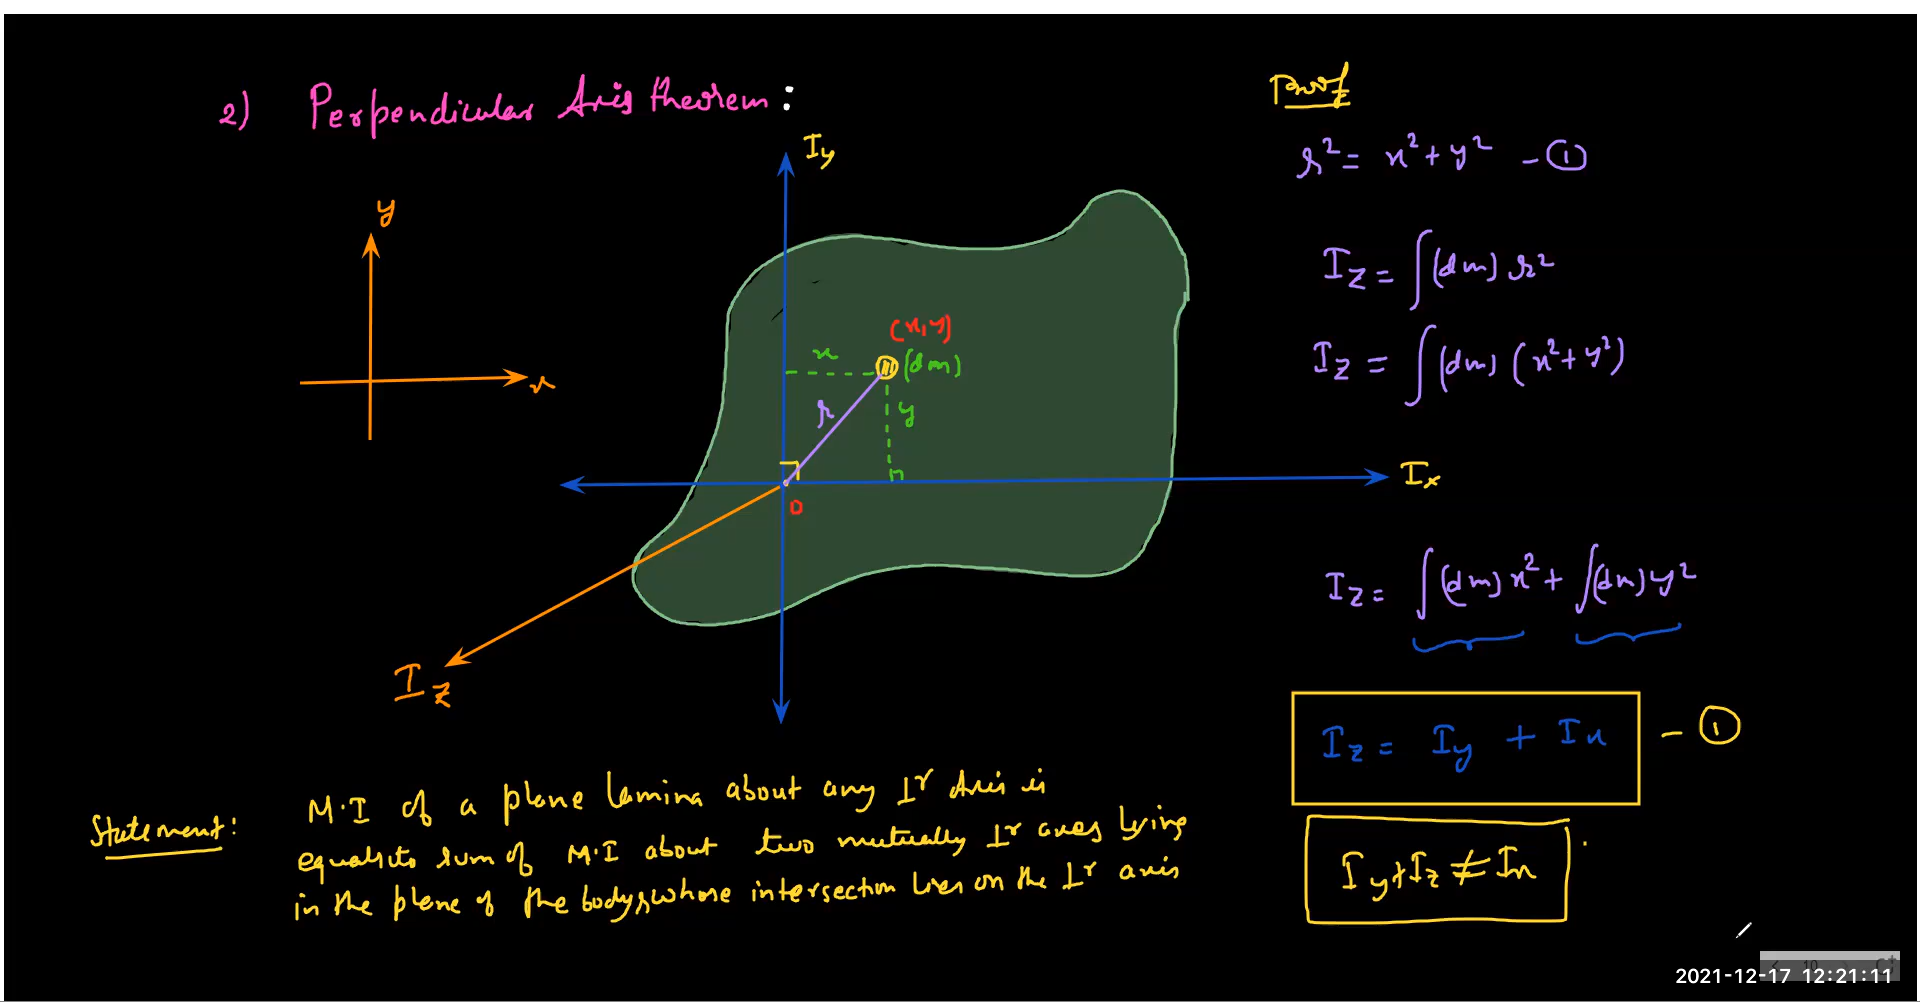 2) Perpendicular Axis theorem :
Iy
y
x
(x,y)
x
(dm)
r
y
O
Ix
Iz
Statement: M.I of a plane lamina about any ⊥r Axis is
equals to sum of M.I about two mutually ⊥r axes lying
in the plane of the body, whose intersection lies on the ⊥r axis
Proof
r² = x² + y² – ①
Iz = ∫(dm) r²
Iz = ∫(dm) (x² + y²)
Iz = ∫(dm) x² + ∫(dm) y²
Iz = Iy + Ix – ①
Iy + Iz ≠ Ix
2021-12-17 12:21:11